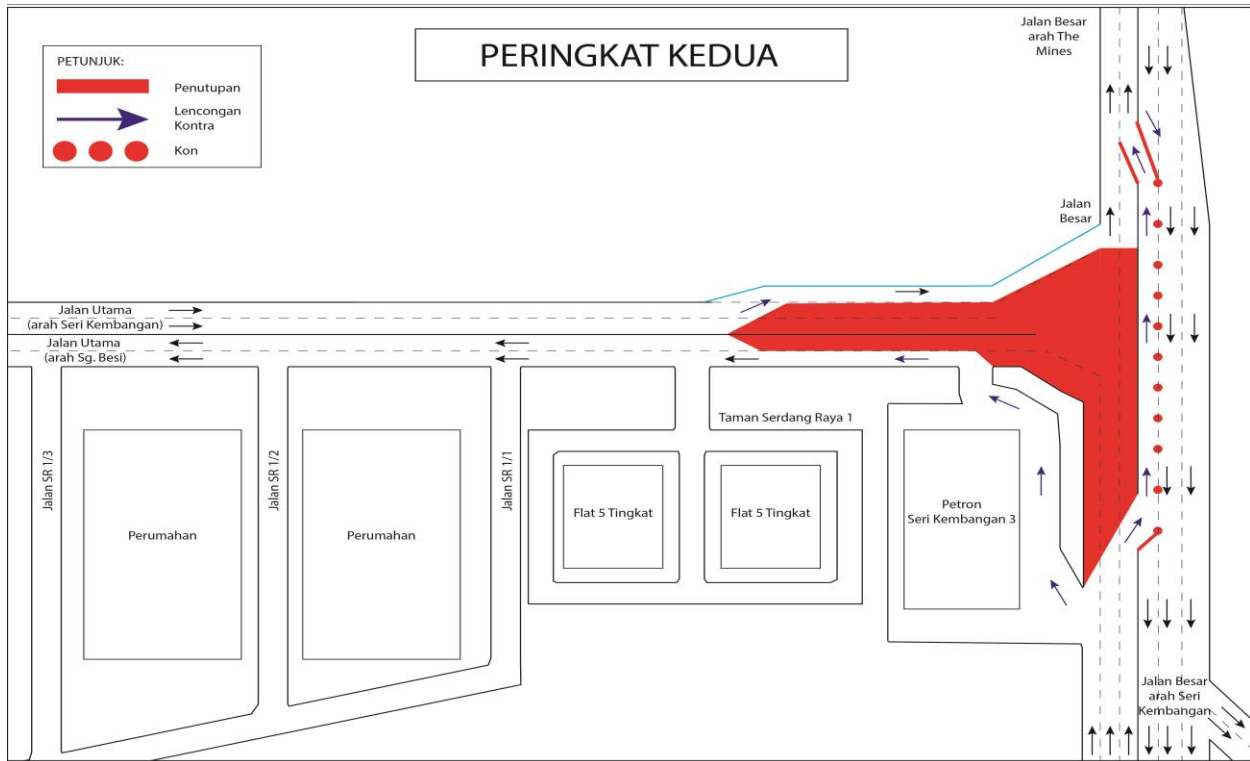 PERINGKAT KEDUA
PETUNJUK:
Penutupan
Lencongan
Kontra
Kon
Jalan Besar
arah The
Mines
Jalan
Besar
Jalan Utama
(arah Seri Kembangan)
Jalan Utama
(arah Sg. Besi)
Jalan SR 1/3
Jalan SR 1/2
Jalan SR 1/1
Taman Serdang Raya 1
Perumahan
Perumahan
Flat 5 Tingkat
Flat 5 Tingkat
Petron
Seri Kembangan 3
Jalan Besar
arah Seri
Kembangan